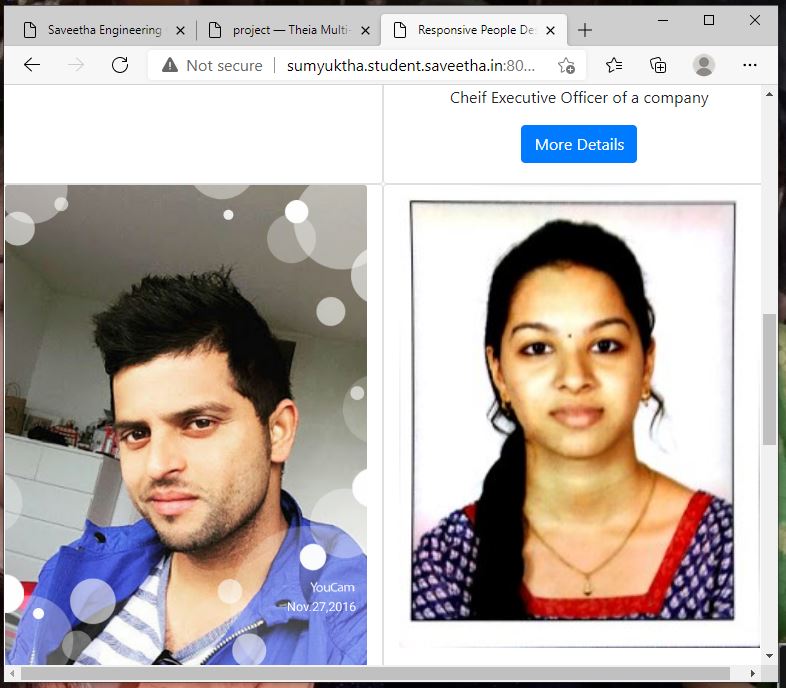 Saveetha Engineering
project — Theia Multi-
Responsive People De
Not secure
sumyuktha.student.saveetha.in:80...
Cheif Executive Officer of a company
More Details
YouCam
Nov.27,2016